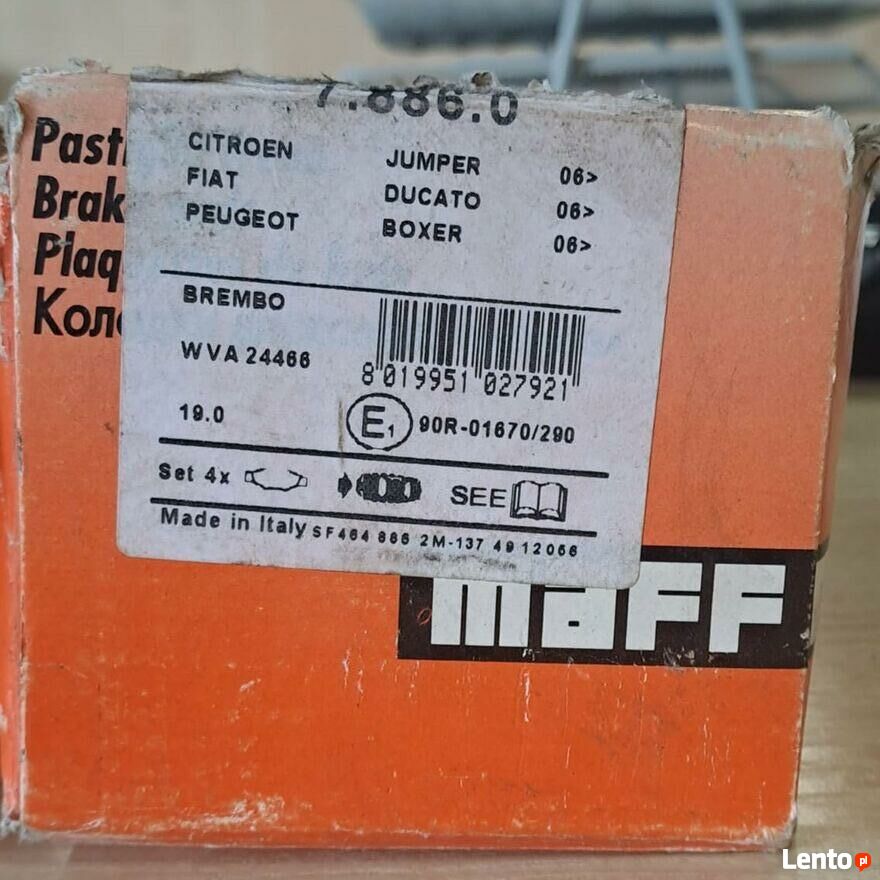 7.886.0
CITROEN JUMPER 06>
FIAT DUCATO 06>
PEUGEOT BOXER 06>
BREMBO
WVA 24466
8 019951 027921
19.0
E1 90R-01670/290
Set 4x SEE
Made in Italy SF464 886 2M-137 49 12056
Past
Brak
Plaq
Коло
maFF
Lento pl